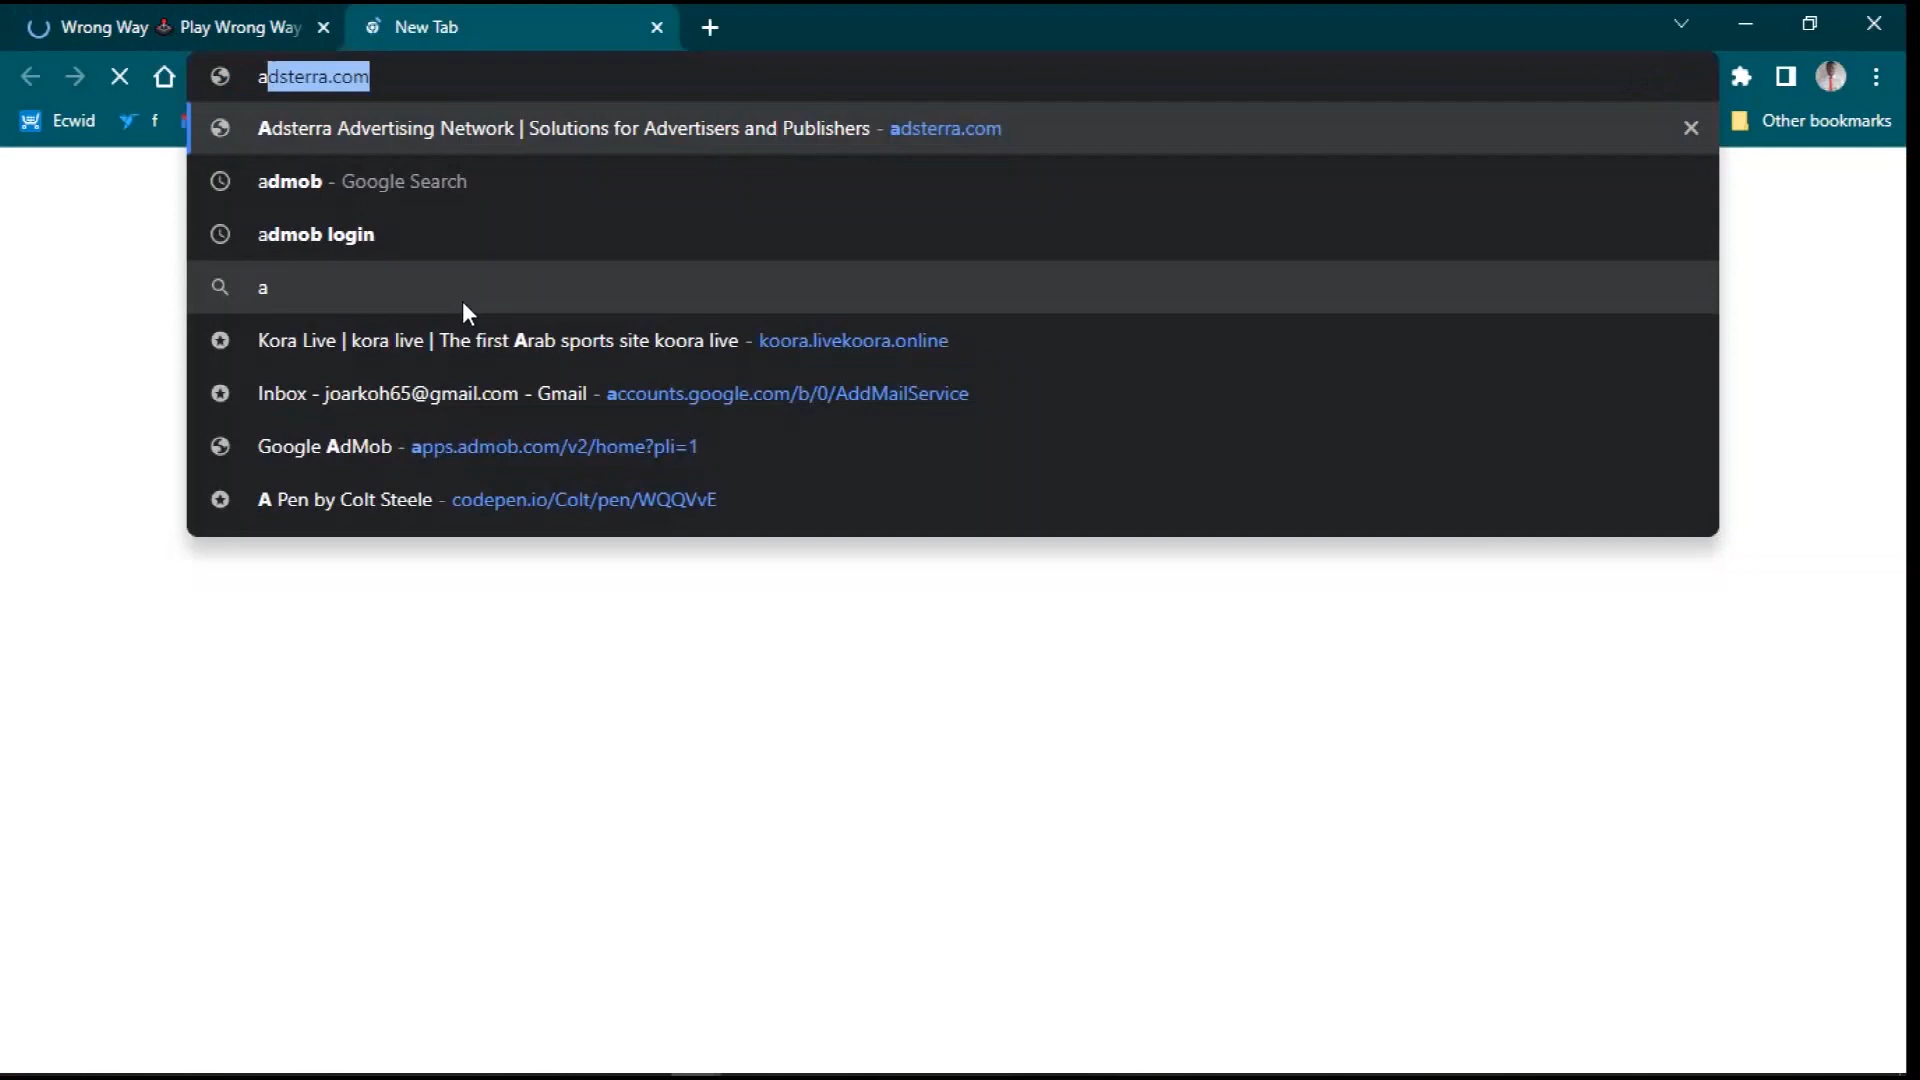 Wrong Way 🕹 Play Wrong Way
New Tab
adsterra.com
Ecwid
f
Other bookmarks
Adsterra Advertising Network | Solutions for Advertisers and Publishers - adsterra.com
admob - Google Search
admob login
a
Kora Live | kora live | The first Arab sports site koora live - koora.livekoora.online
Inbox - joarkoh65@gmail.com - Gmail - accounts.google.com/b/0/AddMailService
Google AdMob - apps.admob.com/v2/home?pli=1
A Pen by Colt Steele - codepen.io/Colt/pen/WQQVvE